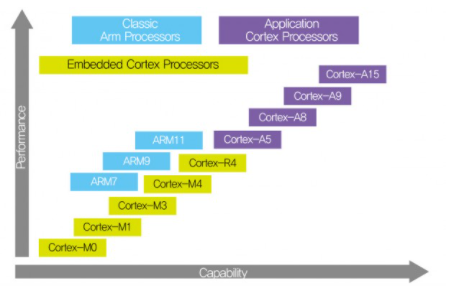 Classic
Arm Processors
Application
Cortex Processors
Embedded Cortex Processors
Cortex-A15
Cortex-A9
Cortex-A8
ARM11
Cortex-A5
ARM9
Cortex-R4
ARM7
Cortex-M4
Cortex-M3
Cortex-M1
Cortex-M0
Performance
Capability